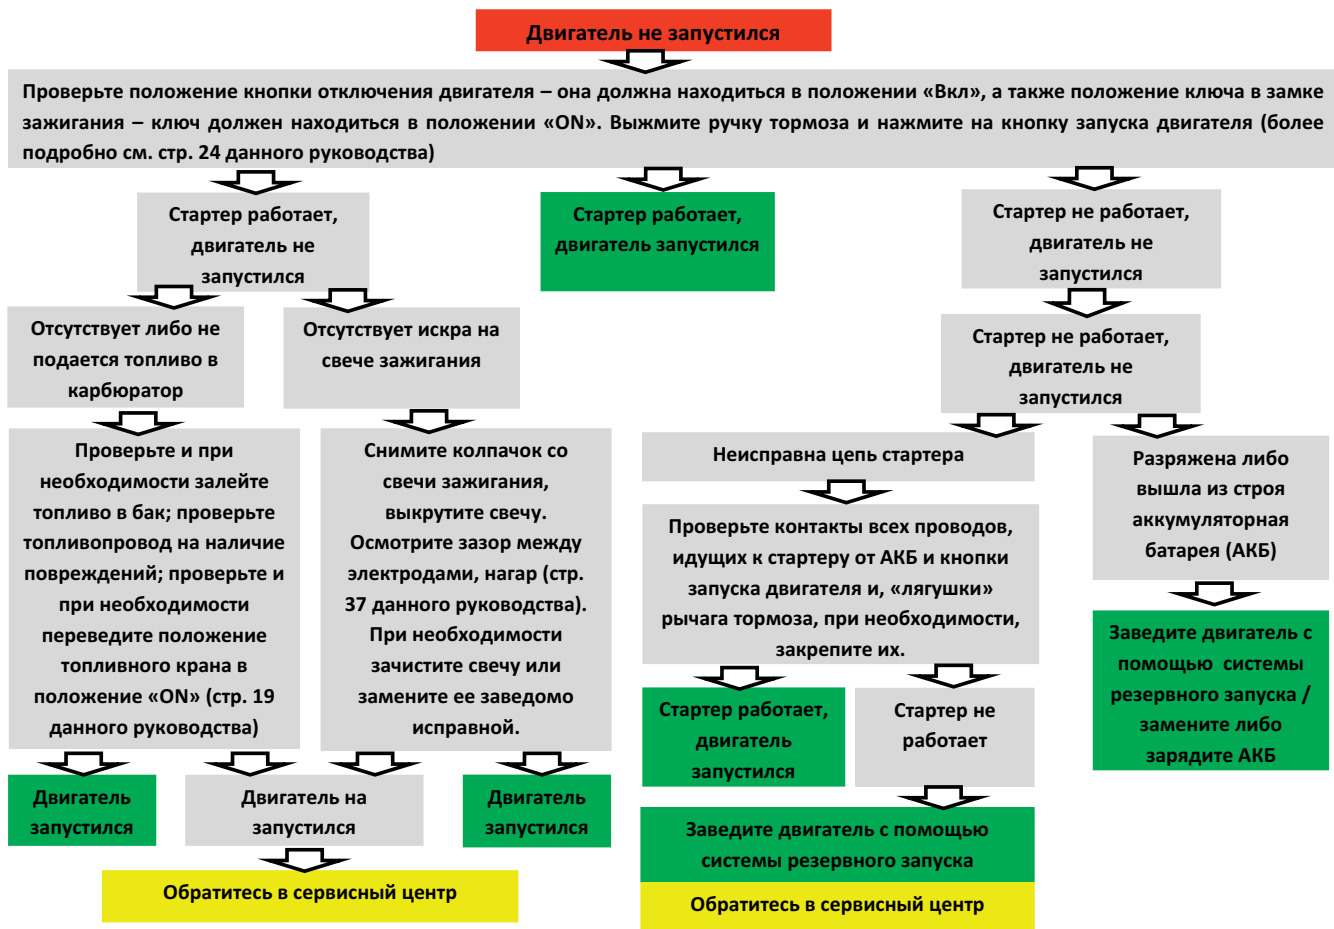 Двигатель не запустился
Проверьте положение кнопки отключения двигателя – она должна находиться в положении «Вкл», а также положение ключа в замке
зажигания – ключ должен находиться в положении «ON». Выжмите ручку тормоза и нажмите на кнопку запуска двигателя (более
подробно см. стр. 24 данного руководства)
Стартер работает,
двигатель не
запустился
Стартер работает,
двигатель запустился
Стартер не работает,
двигатель не
запустился
Отсутствует либо не
подается топливо в
карбюратор
Отсутствует искра на
свече зажигания
Стартер не работает,
двигатель не
запустился
Проверьте и при
необходимости залейте
топливо в бак; проверьте
топливопровод на наличие
повреждений; проверьте и
при необходимости
переведите положение
топливного крана в
положение «ON» (стр. 19
данного руководства)
Снимите колпачок со
свечи зажигания,
выкрутите свечу.
Осмотрите зазор между
электродами, нагар (стр.
37 данного руководства).
При необходимости
зачистите свечу или
замените ее заведомо
исправной.
Неисправна цепь стартера
Разряжена либо
вышла из строя
аккумуляторная
батарея (АКБ)
Проверьте контакты всех проводов,
идущих к стартеру от АКБ и кнопки
запуска двигателя и, «лягушки»
рычага тормоза, при необходимости,
закрепите их.
Заведите двигатель с
помощью системы
резервного запуска /
замените либо
зарядите АКБ
Стартер работает,
двигатель
запустился
Стартер не
работает
Двигатель
запустился
Двигатель на
запустился
Двигатель
запустился
Заведите двигатель с помощью
системы резервного запуска
Обратитесь в сервисный центр
Обратитесь в сервисный центр